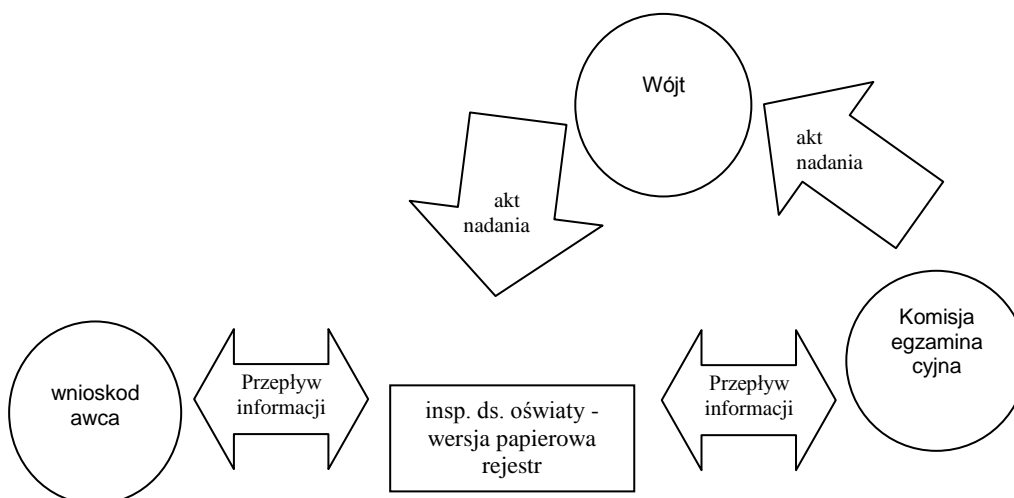 Wójt
akt
nadania
akt
nadania
Komisja
egzamina
cyjna
wnioskod
awca
Przepływ
informacji
insp. ds. oświaty -
wersja papierowa
rejestr
Przepływ
informacji